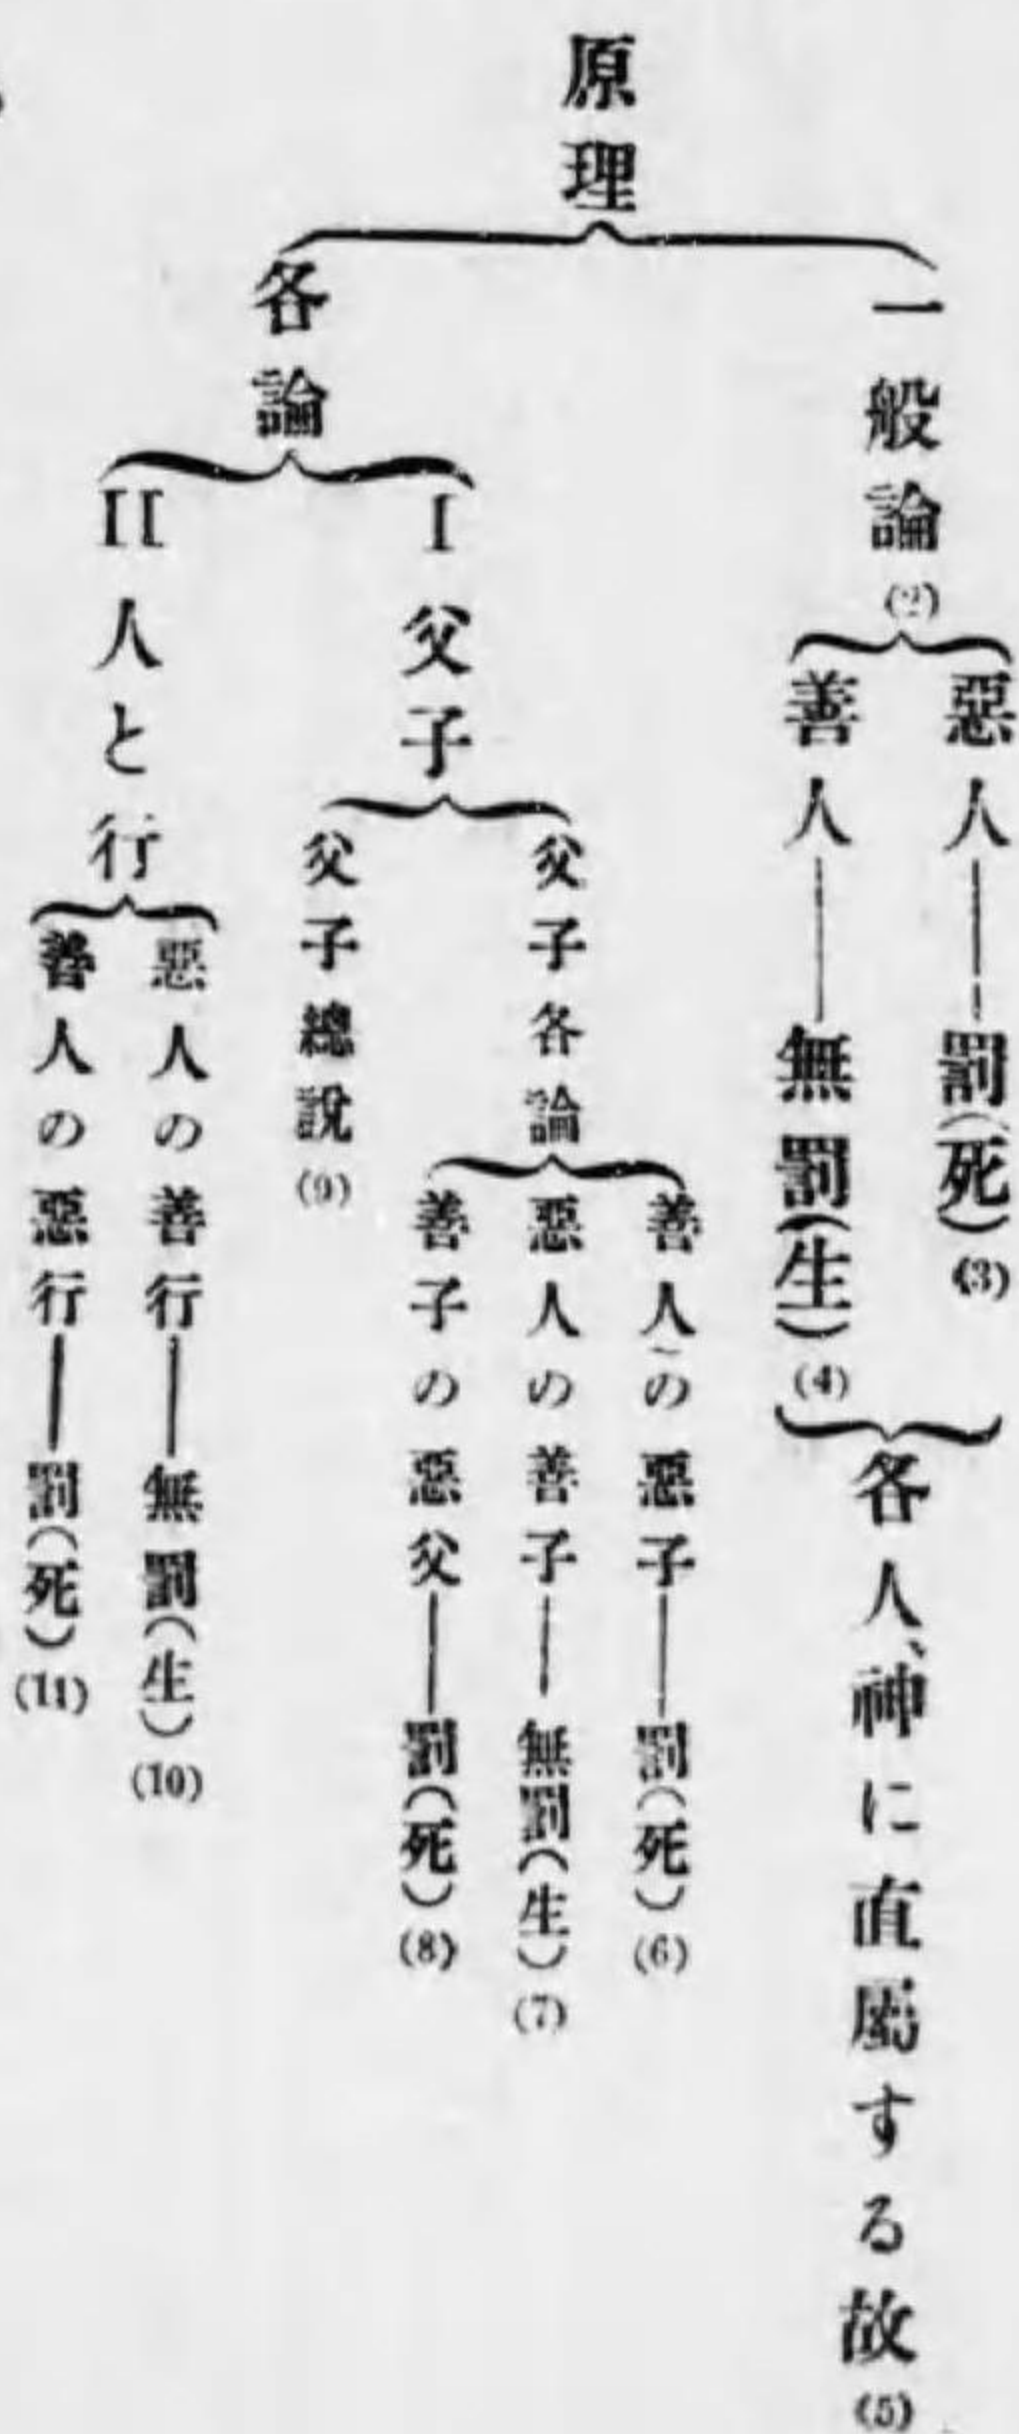 原理
一般論(2)
惡人――罰(死)(3)
善人――無罰(生)(4)
各人、神に直屬する故(5)
各論
I 父子
父子各論
善人の惡子――罰(死)(6)
惡人の善子――無罰(生)(7)
善子の惡父――罰(死)(8)
父子總說(9)
II 人と行
惡人の善行――無罰(生)(10)
善人の惡行――罰(死)(11)